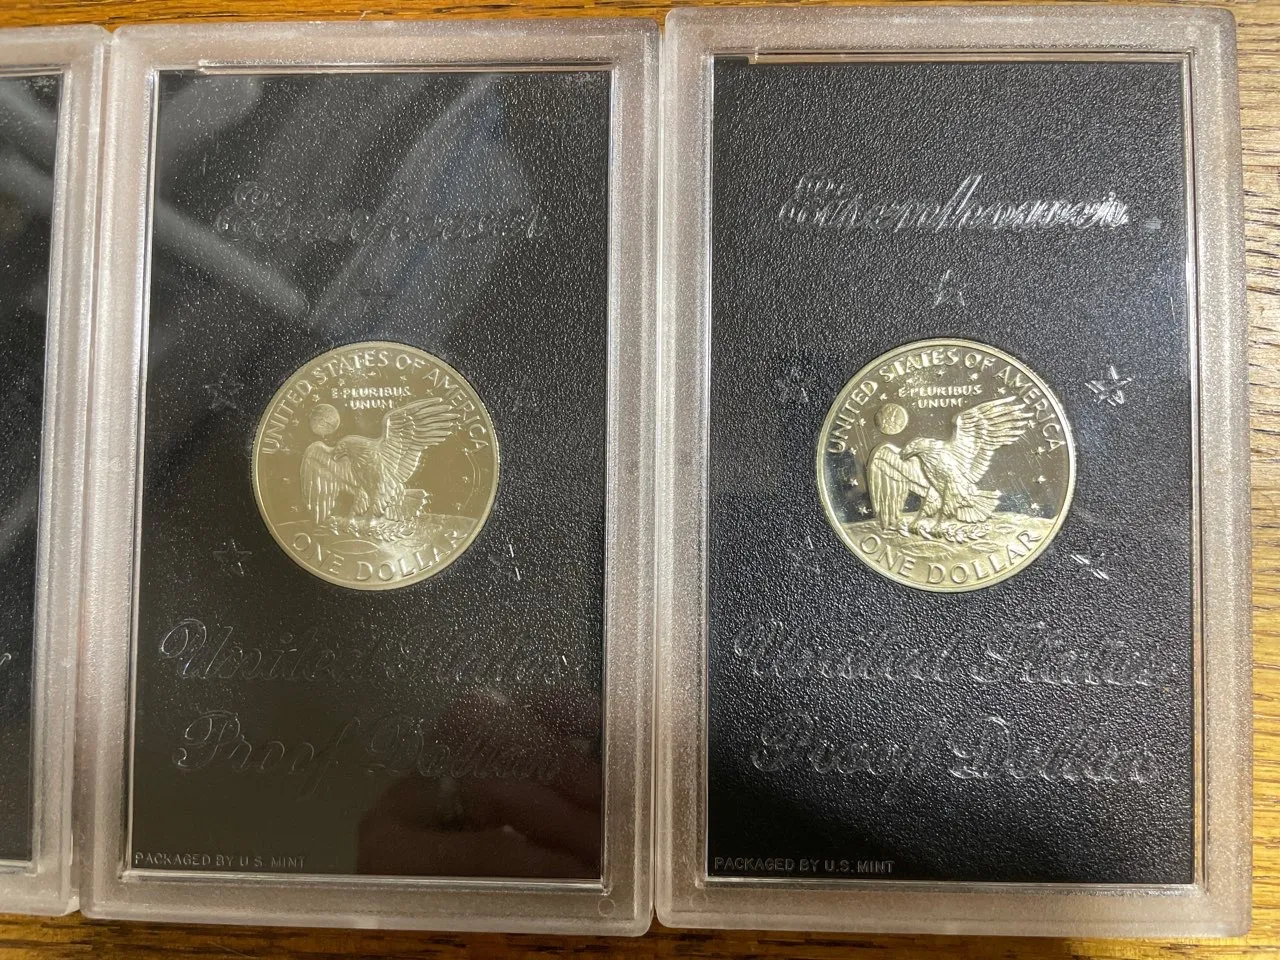 Eisenhower
UNITED STATES OF AMERICA
E·PLURIBUS
·UNUM·
ONE DOLLAR
United States
Proof Dollar
PACKAGED BY U.S. MINT
Eisenhower
UNITED STATES OF AMERICA
E·PLURIBUS
·UNUM·
ONE DOLLAR
United States
Proof Dollar
PACKAGED BY U.S. MINT